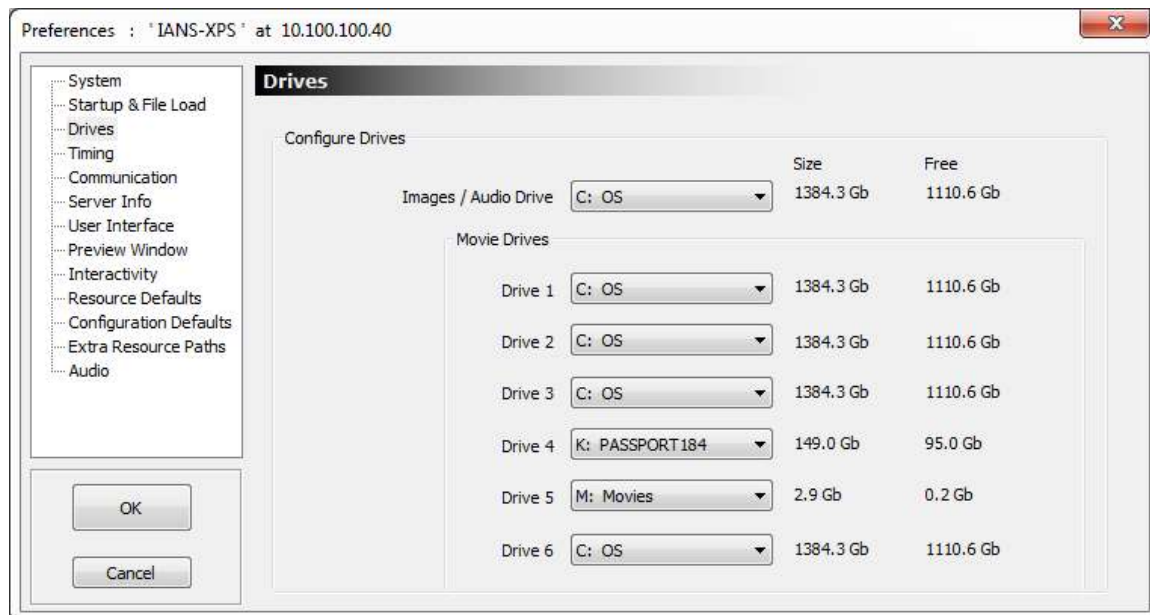 Preferences : 'IANS-XPS' at 10.100.100.40
System
Startup & File Load
Drives
Timing
Communication
Server Info
User Interface
Preview Window
Interactivity
Resource Defaults
Configuration Defaults
Extra Resource Paths
Audio
OK
Cancel
Drives
Configure Drives
Size Free
Images / Audio Drive C: OS 1384.3 Gb 1110.6 Gb
Movie Drives
Drive 1 C: OS 1384.3 Gb 1110.6 Gb
Drive 2 C: OS 1384.3 Gb 1110.6 Gb
Drive 3 C: OS 1384.3 Gb 1110.6 Gb
Drive 4 K: PASSPORT184 149.0 Gb 95.0 Gb
Drive 5 M: Movies 2.9 Gb 0.2 Gb
Drive 6 C: OS 1384.3 Gb 1110.6 Gb